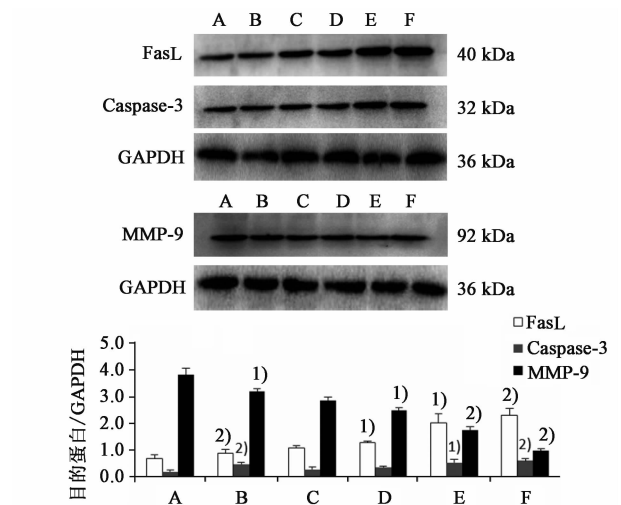 A B C D E F
FasL 40 kDa
Caspase-3 32 kDa
GAPDH 36 kDa
A B C D E F
MMP-9 92 kDa
GAPDH 36 kDa
FasL
Caspase-3
MMP-9
目的蛋白/GAPDH
5.0
4.0
3.0
2.0
1.0
0.0
2) 2) 1) 1) 1) 1) 1) 2) 2) 2) 2)
A B C D E F